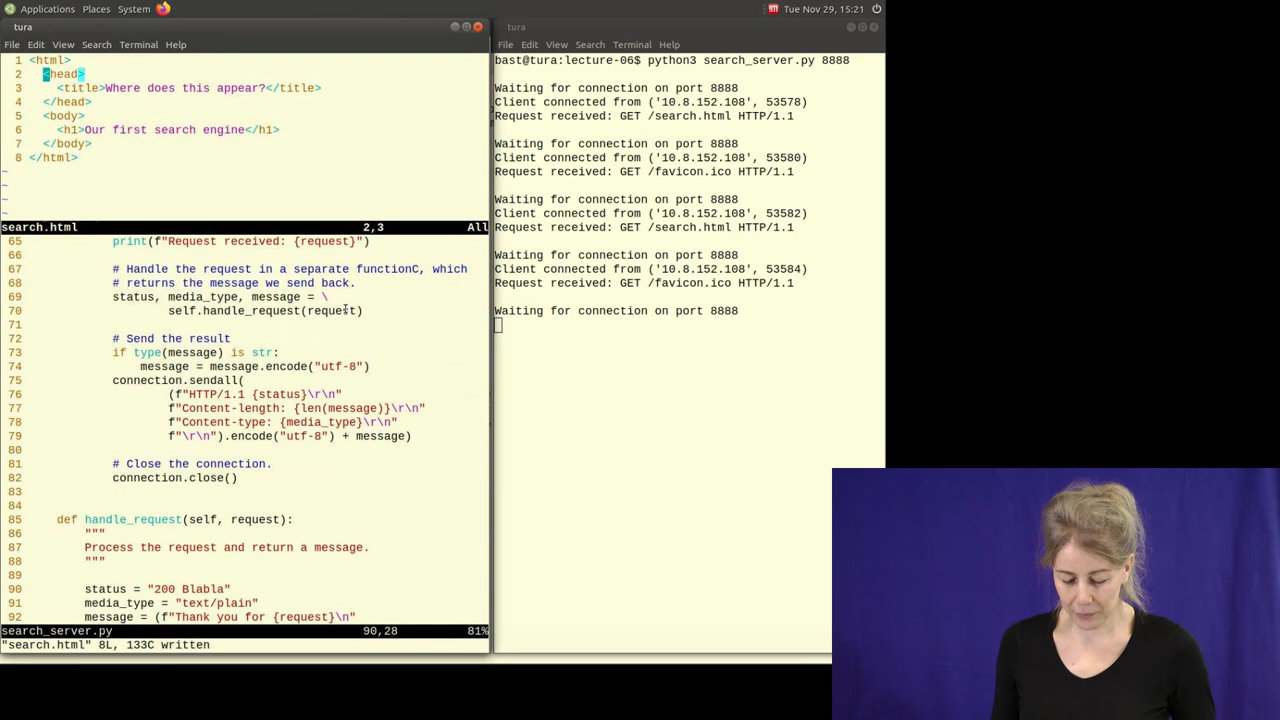 Applications Places System Tue Nov 29, 15:21
tura
File Edit View Search Terminal Help
1 <html>
2 <head>
3 <title>Where does this appear?</title>
4 </head>
5 <body>
6 <h1>Our first search engine</h1>
7 </body>
8 </html>
~
~
~
~
search.html 2,3 All
65 print(f"Request received: {request}")
66
67 # Handle the request in a separate functionC, which
68 # returns the message we send back.
69 status, media_type, message = \
70 self.handle_request(request)
71
72 # Send the result
73 if type(message) is str:
74 message = message.encode("utf-8")
75 connection.sendall(
76 (f"HTTP/1.1 {status}\r\n"
77 f"Content-length: {len(message)}\r\n"
78 f"Content-type: {media_type}\r\n"
79 f"\r\n").encode("utf-8") + message)
80
81 # Close the connection.
82 connection.close()
83
84
85 def handle_request(self, request):
86 """
87 Process the request and return a message.
88 """
89
90 status = "200 Blabla"
91 media_type = "text/plain"
92 message = (f"Thank you for {request}\n"
search_server.py 90,28 81%
"search.html" 8L, 133C written
tura
File Edit View Search Terminal Help
bast@tura:lecture-06$ python3 search_server.py 8888
Waiting for connection on port 8888
Client connected from ('10.8.152.108', 53578)
Request received: GET /search.html HTTP/1.1
Waiting for connection on port 8888
Client connected from ('10.8.152.108', 53580)
Request received: GET /favicon.ico HTTP/1.1
Waiting for connection on port 8888
Client connected from ('10.8.152.108', 53582)
Request received: GET /search.html HTTP/1.1
Waiting for connection on port 8888
Client connected from ('10.8.152.108', 53584)
Request received: GET /favicon.ico HTTP/1.1
Waiting for connection on port 8888